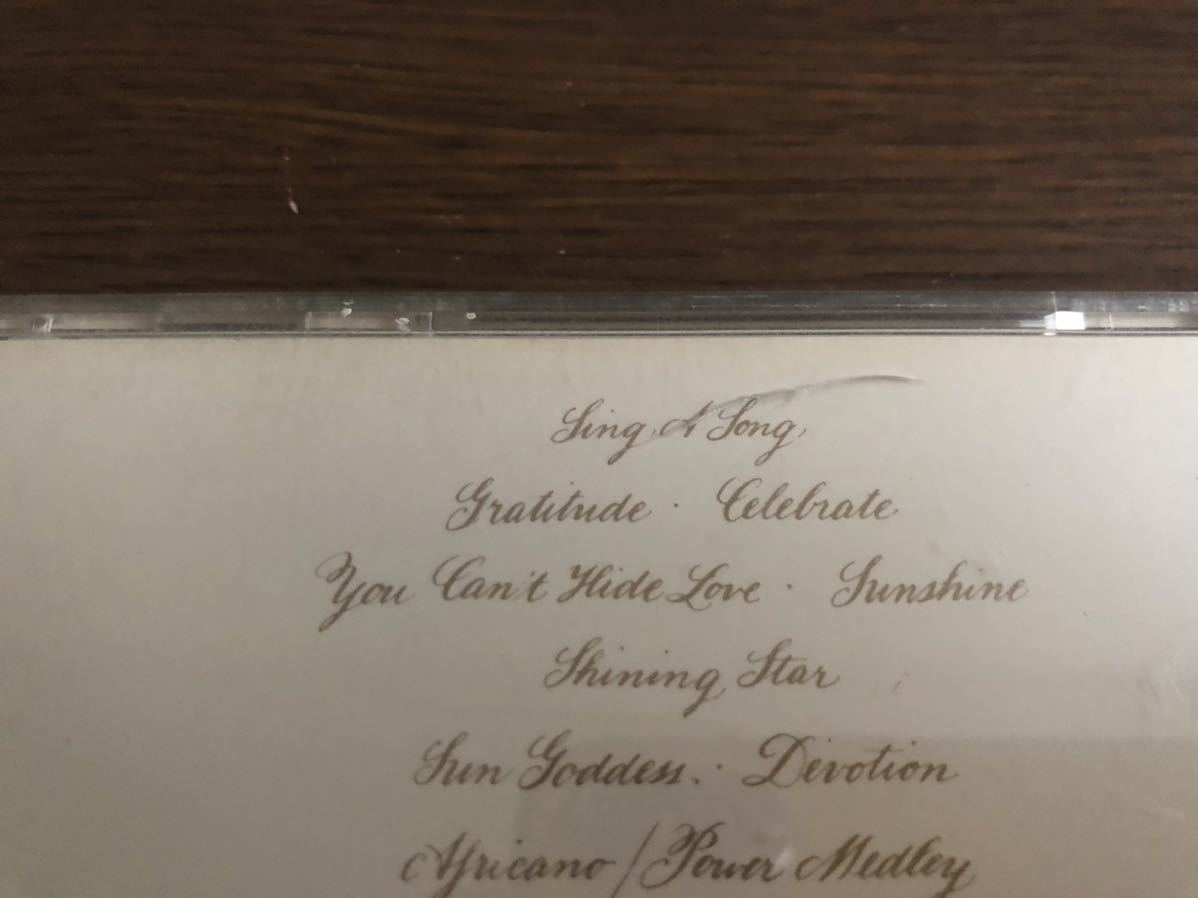 Sing A Song
Gratitude · Celebrate
You Can't Hide Love · Sunshine
Shining Star
Sun Goddess · Devotion
Africano / Power Medley